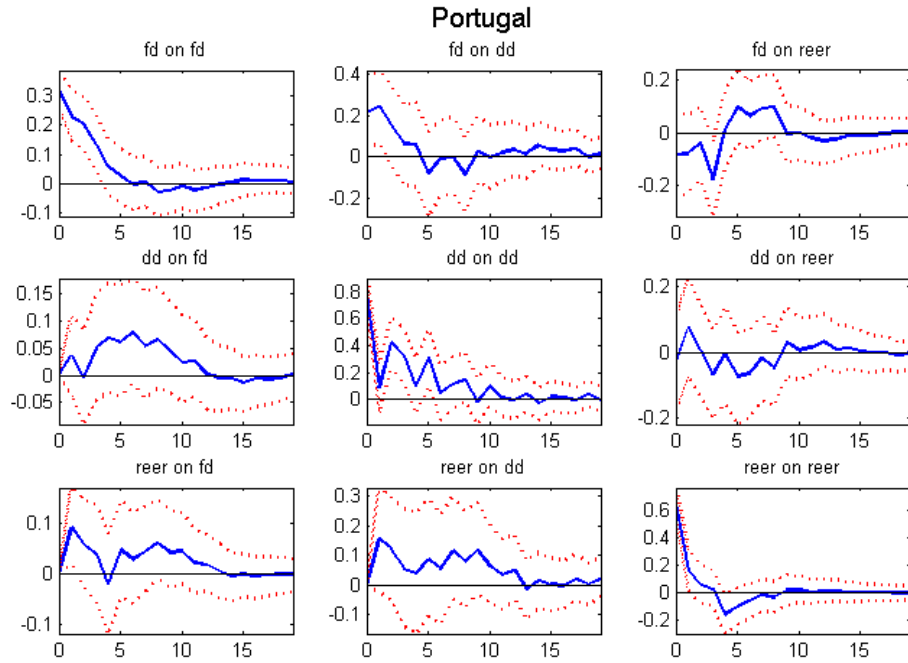 Portugal
fd on fd fd on dd fd on reer
0.3 0.4 0.2
0.2 0.2
0.1 0 0
0 -0.2 -0.2
-0.1
0 5 10 15 0 5 10 15 0 5 10 15
dd on fd dd on dd dd on reer
0.15 0.8 0.2
0.1 0.6
0.05 0.4 0
0 0.2
-0.05 0 -0.2
0 5 10 15 0 5 10 15 0 5 10 15
reer on fd reer on dd reer on reer
0.1 0.3 0.6
0.2 0.4
0 0.1 0.2
0 0
-0.1 -0.1 -0.2
0 5 10 15 0 5 10 15 0 5 10 15